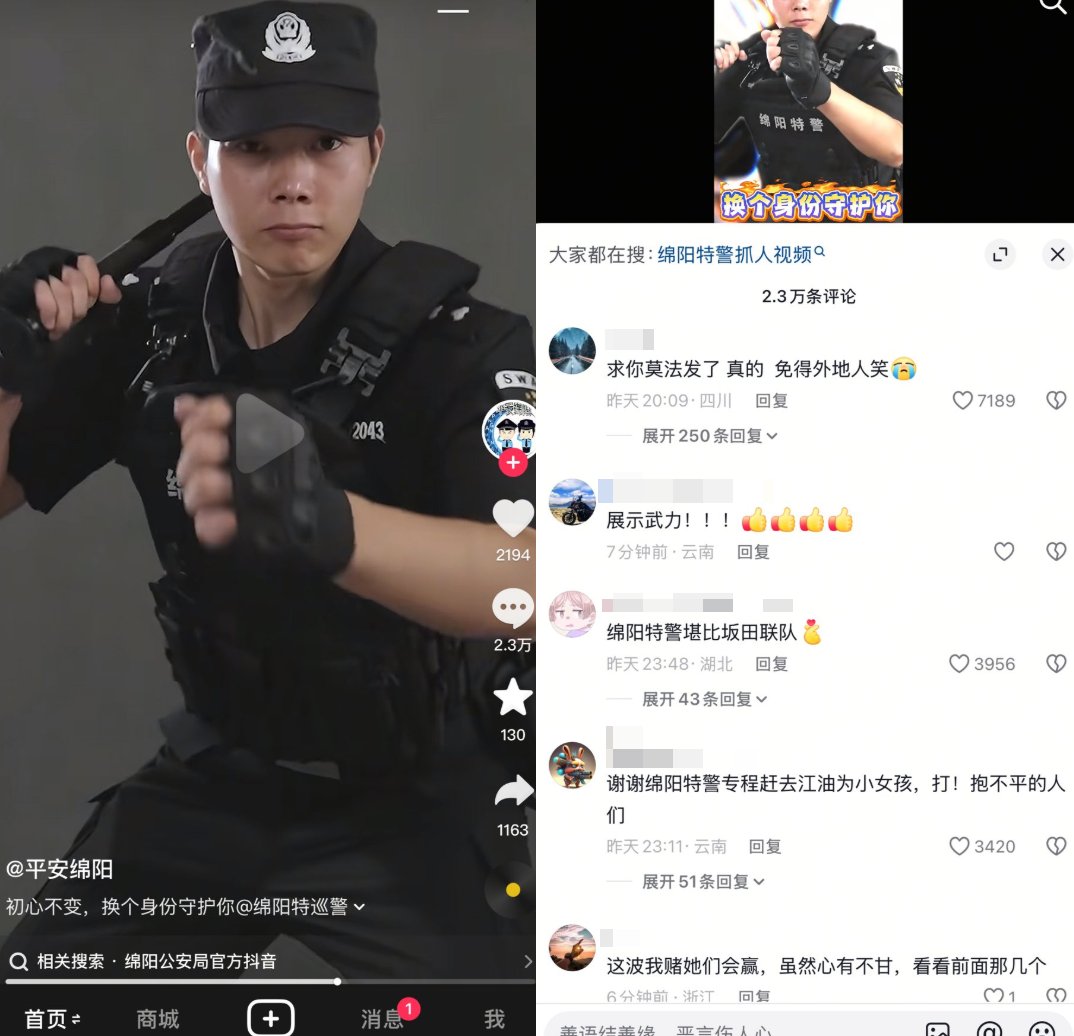 2043
SWA
2194
2.3万
130
1163
@平安绵阳
初心不变，换个身份守护你@绵阳特巡警
相关搜索 · 绵阳公安局官方抖音
首页
商城
消息
1
我
绵阳特警
换个身份守护你
大家都在搜：绵阳特警抓人视频
2.3万条评论
求你莫法发了 真的 免得外地人笑😭
昨天20:09 · 四川 回复
7189
展开250条回复
展示武力！！！👍👍👍👍
7分钟前 · 云南 回复
绵阳特警堪比坂田联队
昨天23:48 · 湖北 回复
3956
展开43条回复
谢谢绵阳特警专程赶去江油为小女孩，打！抱不平的人
们
昨天23:11 · 云南 回复
3420
展开51条回复
这波我赌她们会赢，虽然心有不甘，看看前面那几个
6分钟前 · 浙江 回复
1
善语结善缘，恶言伤人心